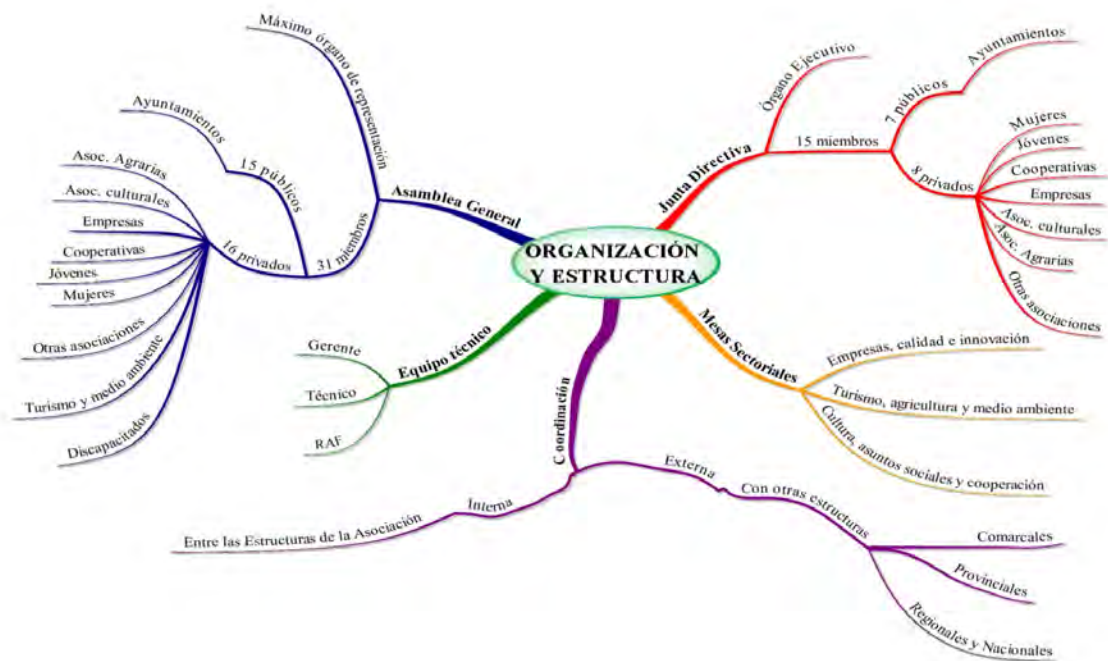 ORGANIZACIÓN
Y ESTRUCTURA
Asamblea General
Máximo órgano de representación
31 miembros
15 públicos
Ayuntamientos
16 privados
Asoc. Agrarias
Asoc. culturales
Empresas
Cooperativas
Jóvenes
Mujeres
Otras asociaciones
Turismo y medio ambiente
Discapacitados
Junta Directiva
Órgano Ejecutivo
15 miembros
7 públicos
Ayuntamientos
8 privados
Mujeres
Jóvenes
Cooperativas
Empresas
Asoc. culturales
Asoc. Agrarias
Otras asociaciones
Equipo técnico
Gerente
Técnico
RAF
Mesas Sectoriales
Empresas, calidad e innovación
Turismo, agricultura y medio ambiente
Cultura, asuntos sociales y cooperación
Coordinación
Interna
Entre las Estructuras de la Asociación
Externa
Con otras estructuras
Comarcales
Provinciales
Regionales y Nacionales